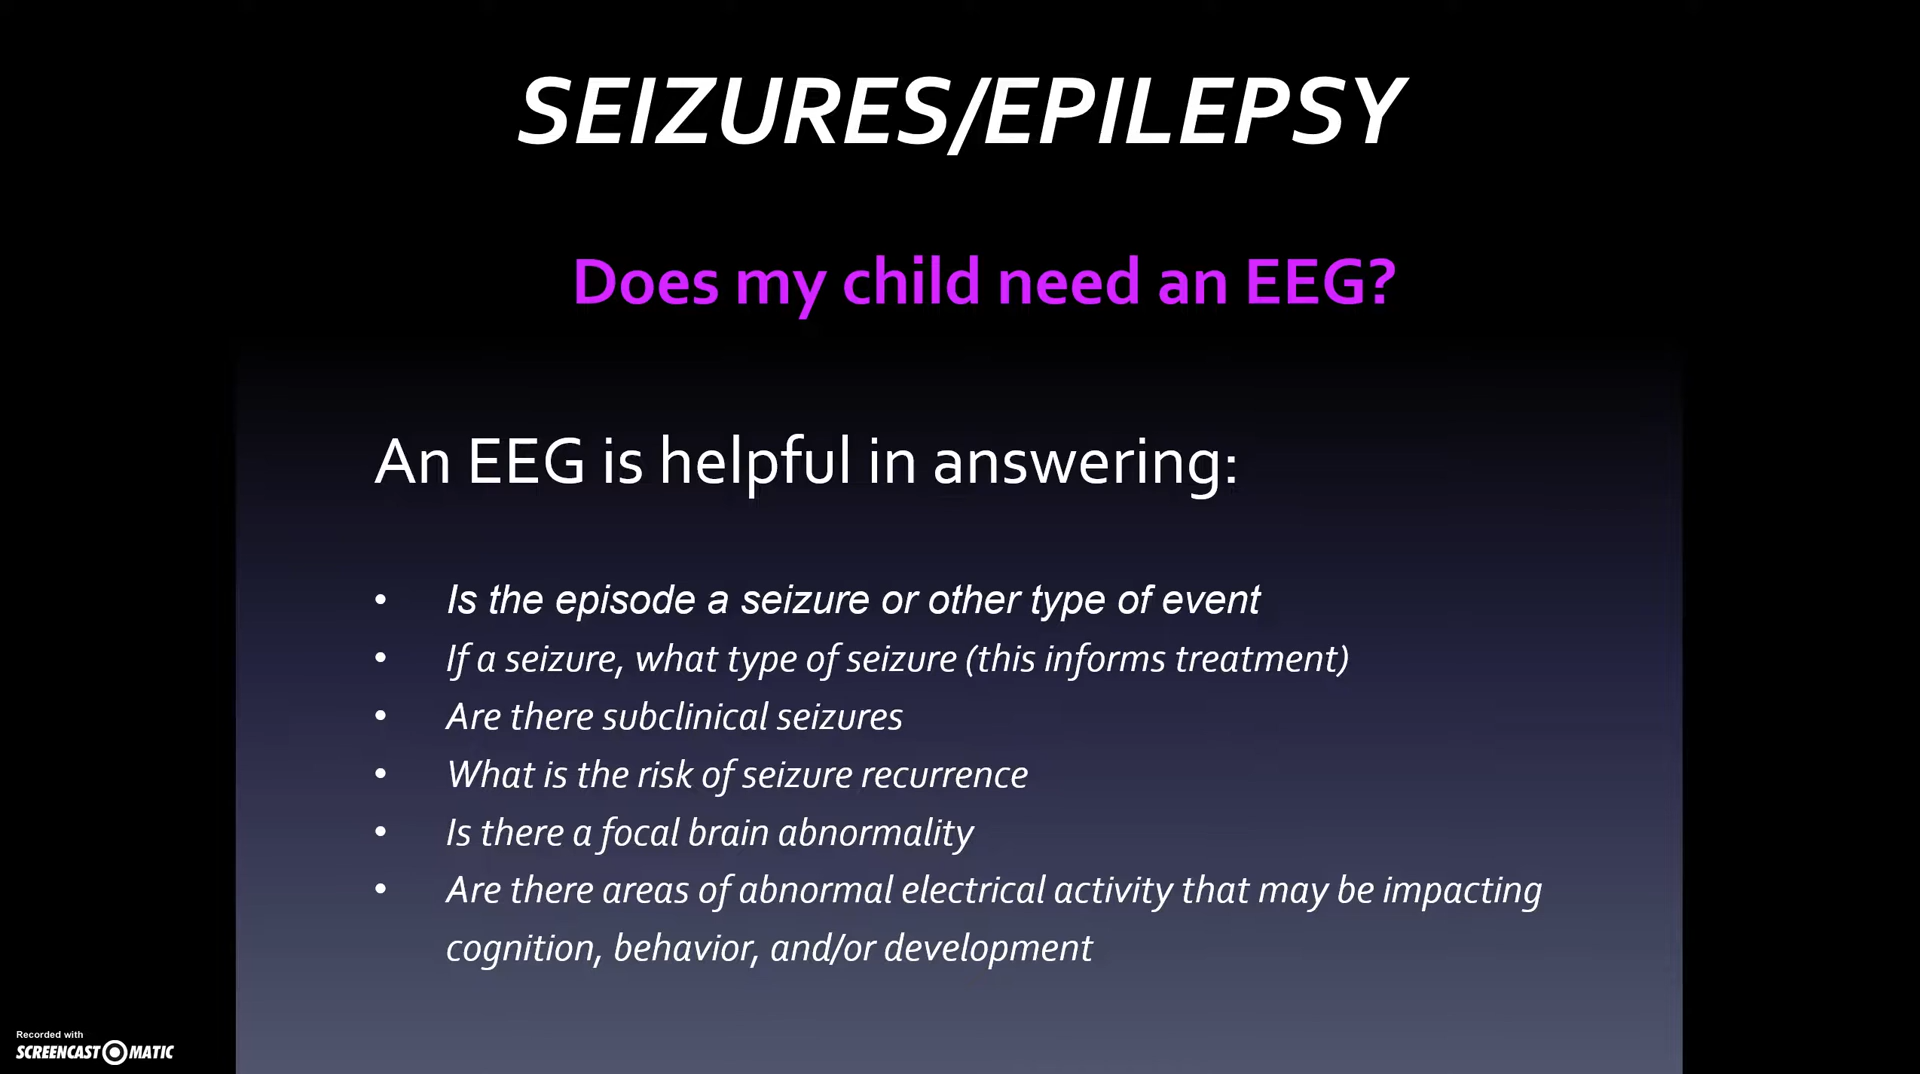 SEIZURES/EPILEPSY
Does my child need an EEG?
An EEG is helpful in answering:
• Is the episode a seizure or other type of event
• If a seizure, what type of seizure (this informs treatment)
• Are there subclinical seizures
• What is the risk of seizure recurrence
• Is there a focal brain abnormality
• Are there areas of abnormal electrical activity that may be impacting
cognition, behavior, and/or development
Recorded with
SCREENCAST MATIC